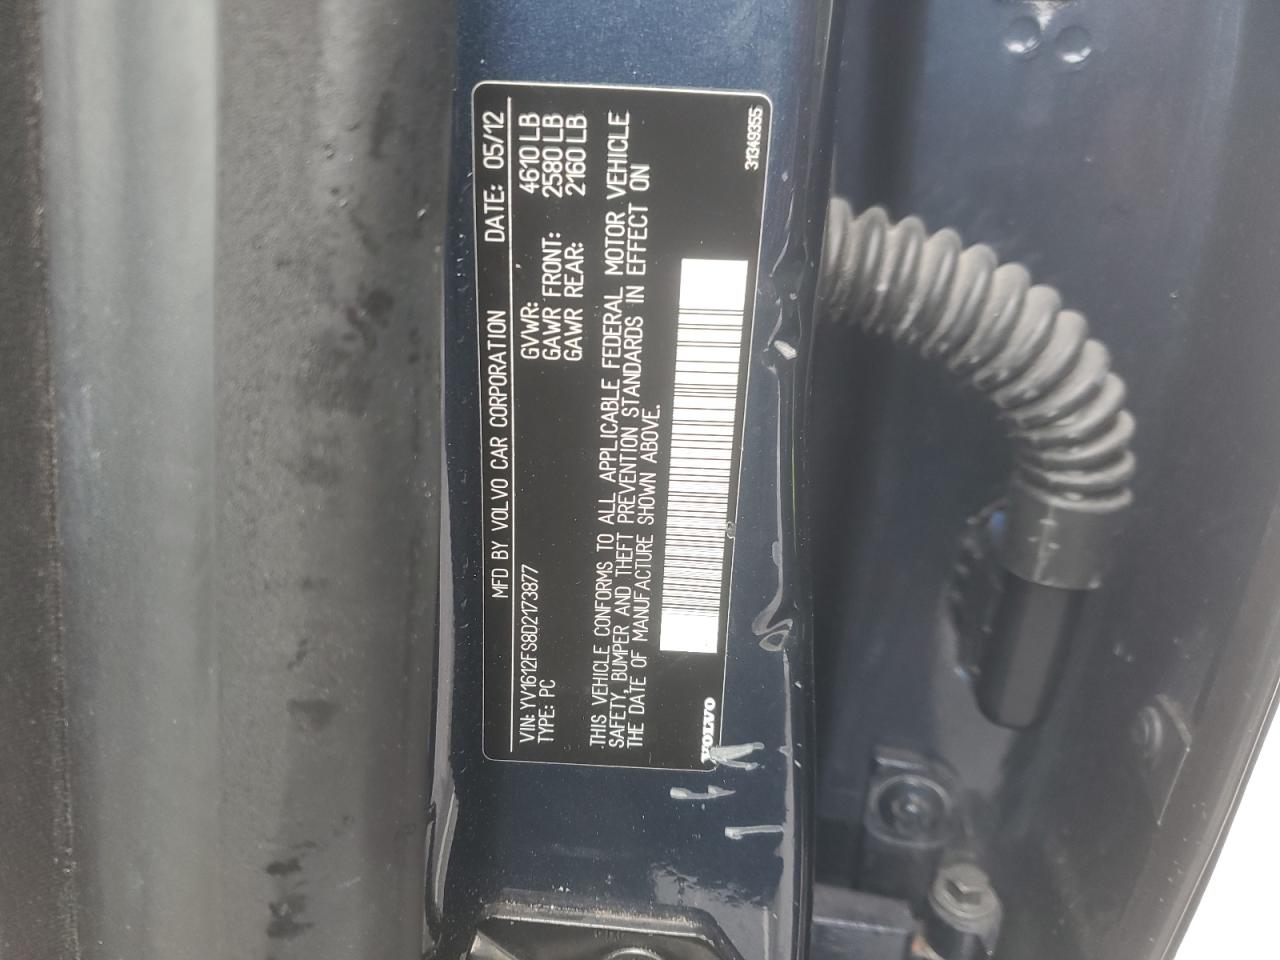 MFD BY VOLVO CAR CORPORATION DATE: 05/12
VIN: YV1612FS8D2173877 GVWR: 4610 LB
TYPE: PC GAWR FRONT: 2580 LB
GAWR REAR: 2160 LB
THIS VEHICLE CONFORMS TO ALL APPLICABLE FEDERAL MOTOR VEHICLE
SAFETY, BUMPER AND THEFT PREVENTION STANDARDS IN EFFECT ON
THE DATE OF MANUFACTURE SHOWN ABOVE.
VOLVO 31349355